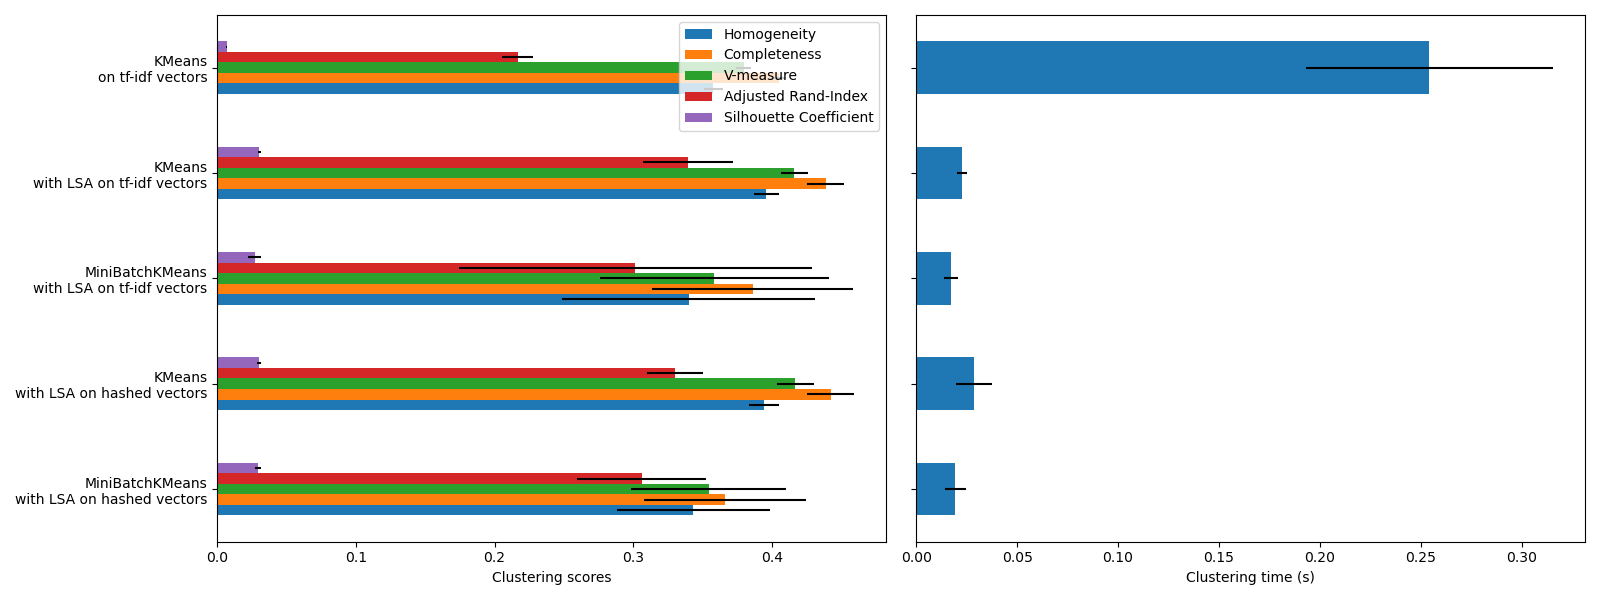 KMeans
on tf-idf vectors
KMeans
with LSA on tf-idf vectors
MiniBatchKMeans
with LSA on tf-idf vectors
KMeans
with LSA on hashed vectors
MiniBatchKMeans
with LSA on hashed vectors
Homogeneity
Completeness
V-measure
Adjusted Rand-Index
Silhouette Coefficient
0.0 0.1 0.2 0.3 0.4
Clustering scores
0.00 0.05 0.10 0.15 0.20 0.25 0.30
Clustering time (s)